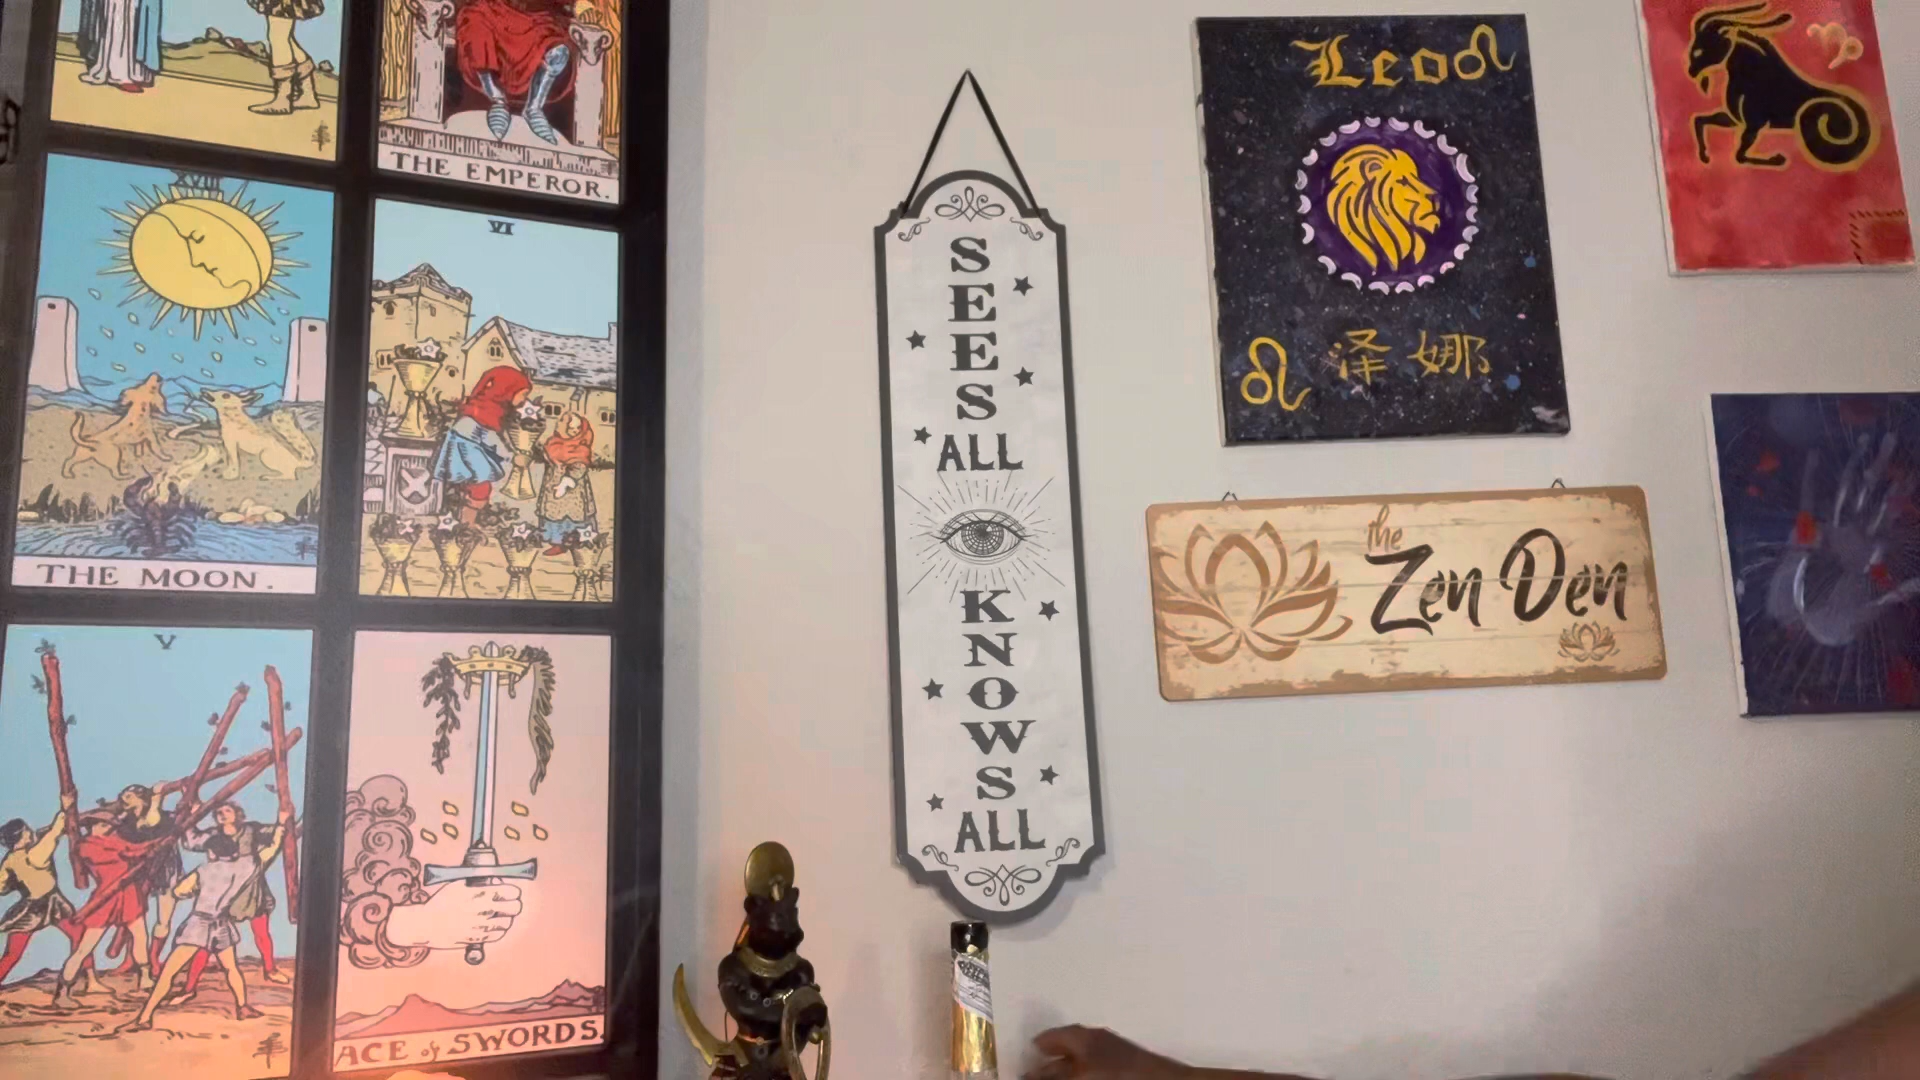 THE EMPEROR.
XVIII
THE MOON.
VI
V
ACE of SWORDS.
SEES
ALL
KNOWS
ALL
Leo
泽娜
the
Zen Den